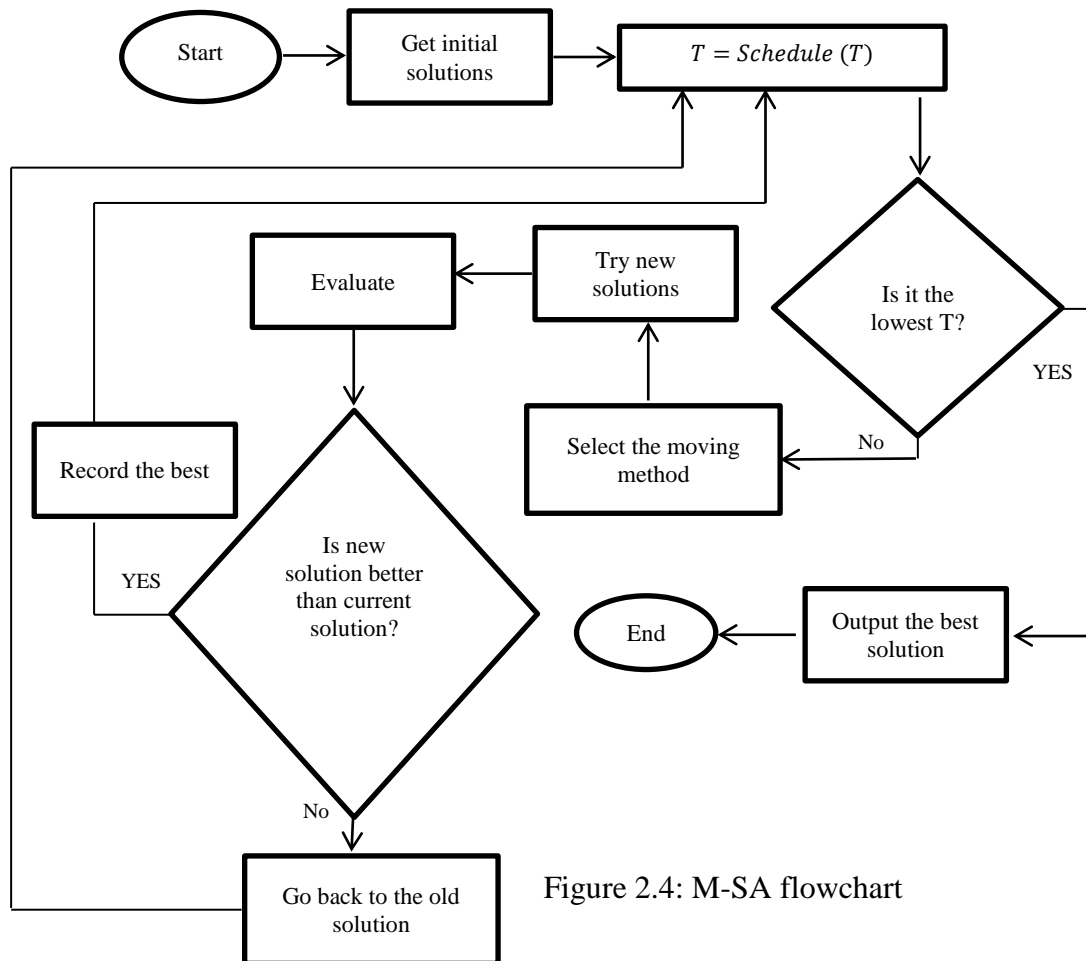 Start
Get initial
solutions
T = Schedule (T)
Is it the
lowest T?
YES
No
Select the moving
method
Try new
solutions
Evaluate
Is new
solution better
than current
solution?
YES
Record the best
No
Go back to the old
solution
Output the best
solution
End
Figure 2.4: M-SA flowchart